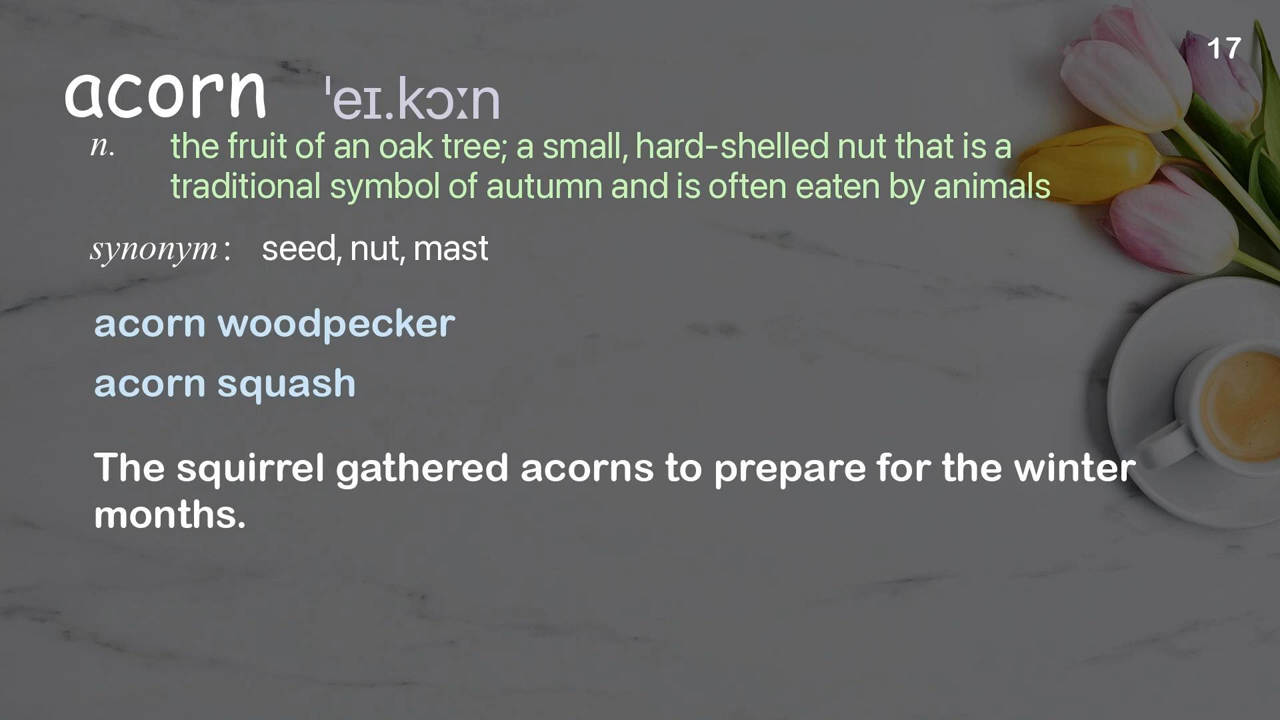 17
acorn ˈeɪ.kɔːn
n. the fruit of an oak tree; a small, hard-shelled nut that is a
traditional symbol of autumn and is often eaten by animals
synonym: seed, nut, mast
acorn woodpecker
acorn squash
The squirrel gathered acorns to prepare for the winter
months.